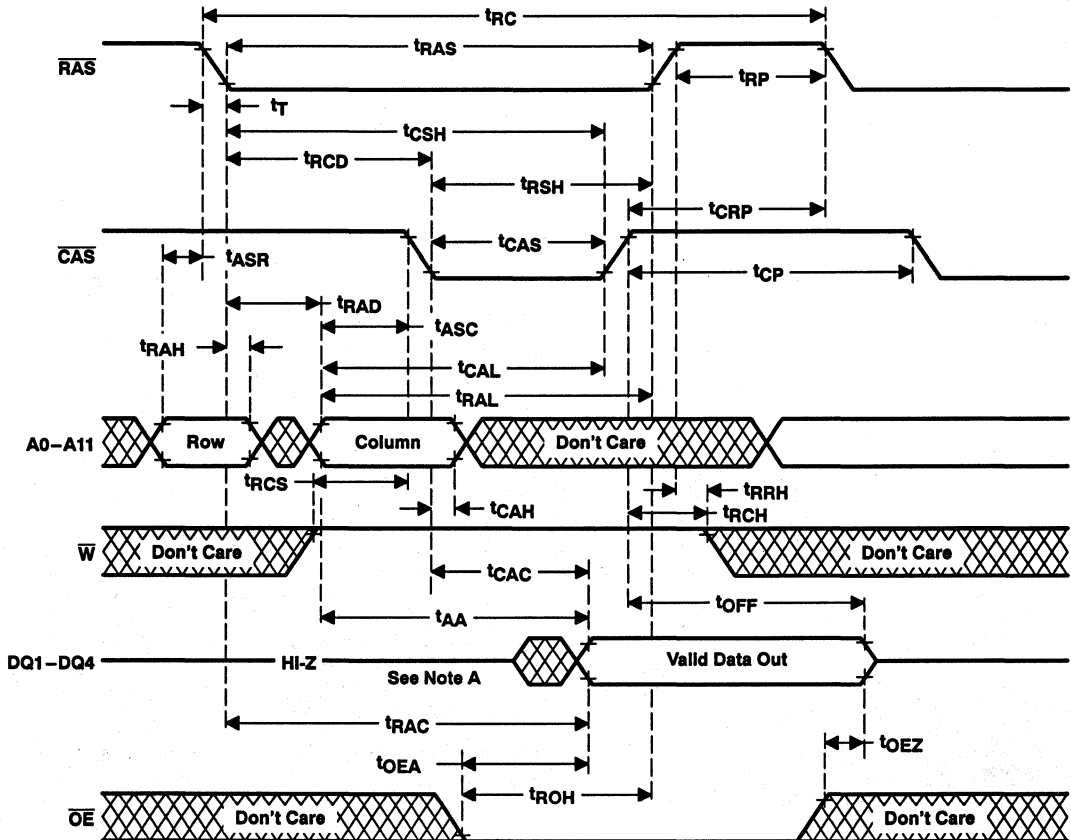 tRC
RAS
tRAS
tRP
tT
tCSH
tRCD
tRSH
tCRP
CAS
tASR
tCAS
tCP
tRAD
tASC
tRAH
tCAL
tRAL
A0–A11
Row
Column
Don't Care
tRCS
tCAH
tRRH
tRCH
W
Don't Care
Don't Care
tCAC
tOFF
tAA
DQ1–DQ4
Hi-Z
See Note A
Valid Data Out
tRAC
tOEZ
tOEA
tROH
OE
Don't Care
Don't Care